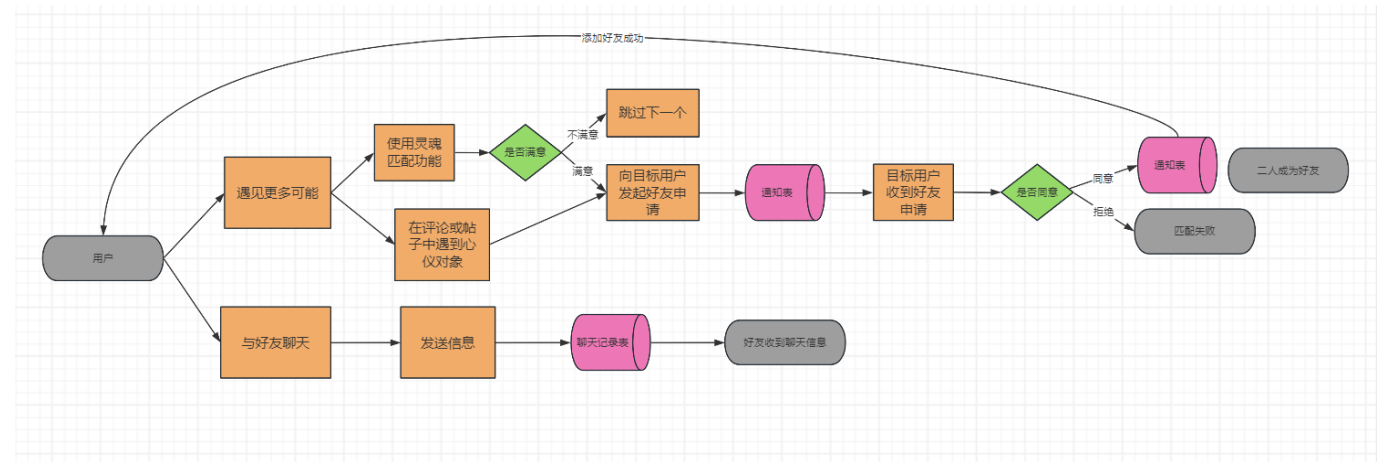 添加好友成功
跳过下一个
使用灵魂
匹配功能
是否满意
不满意
满意
遇见更多可能
向目标用户
发起好友申
请
通知表
目标用户
收到好友
申请
是否同意
同意
拒绝
通知表
二人成为好友
匹配失败
在评论或帖
子中遇到心
仪对象
用户
与好友聊天
发送信息
聊天记录表
好友收到聊天信息